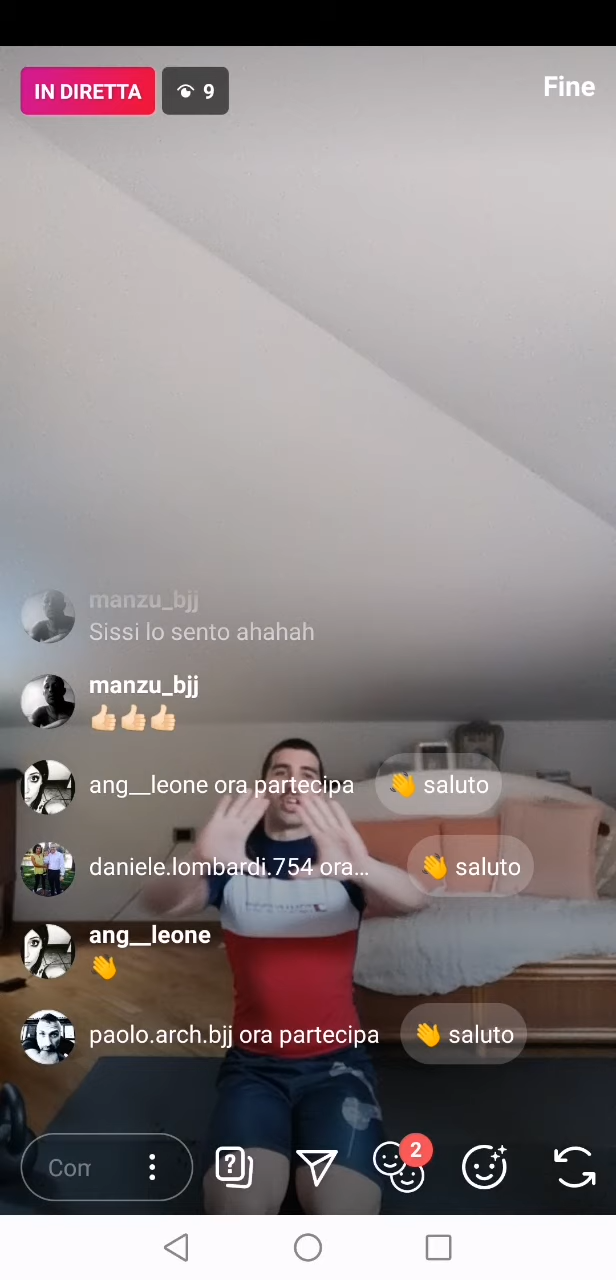 IN DIRETTA
9
Fine
manzu_bjj
Sissi lo sento ahahah
manzu_bjj
👍🏻👍🏻👍🏻
ang__leone ora partecipa 👋 saluto
daniele.lombardi.754 ora... 👋 saluto
ang__leone
👋
paolo.arch.bjj ora partecipa 👋 saluto
Com
?
2